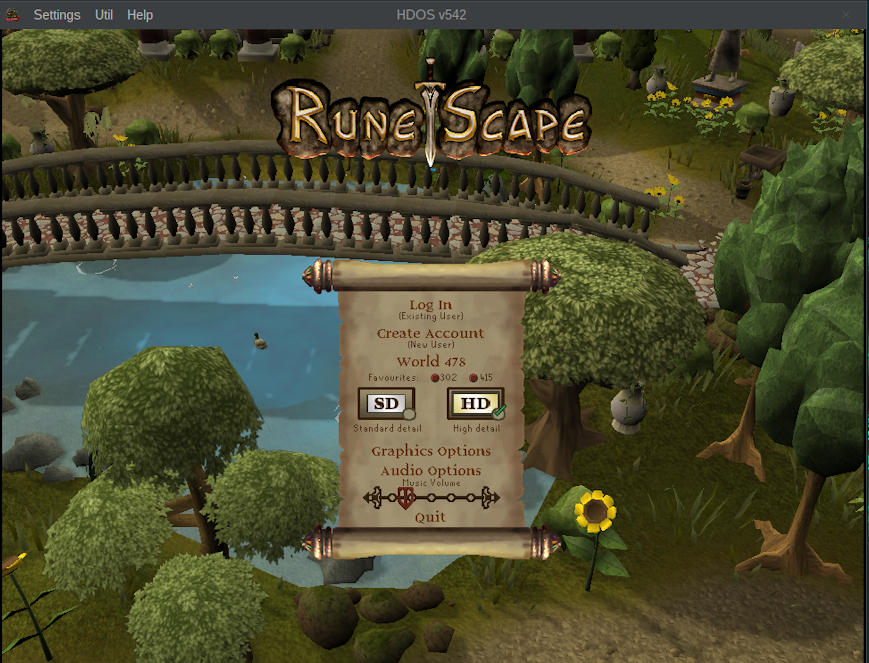 Settings Util Help HDOS v542
RUNESCAPE
Log In
(Existing User)
Create Account
(New User)
World 478
Favourites: 302 415
SD HD
Standard detail High detail
Graphics Options
Audio Options
Music Volume
Quit